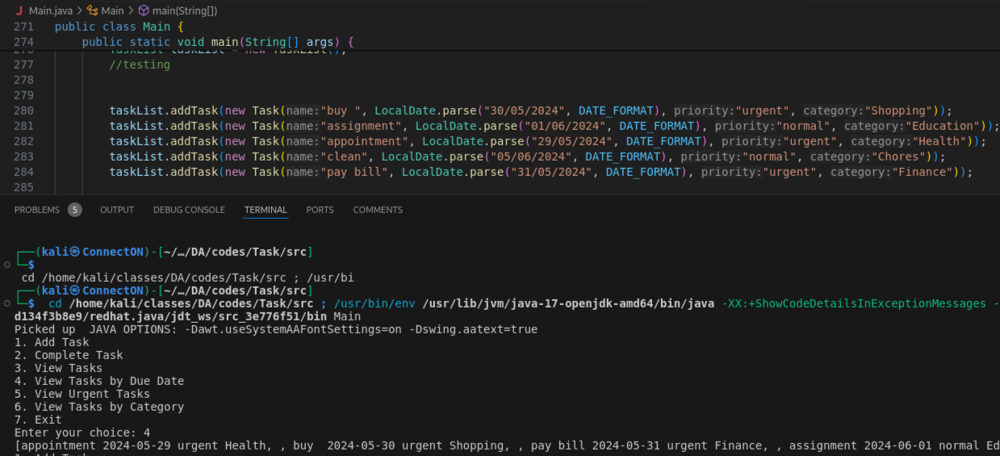 Main.java > Main > main(String[])
271 public class Main {
274 public static void main(String[] args) {
276 TaskList taskList = new TaskList();
277 //testing
278
279
280 taskList.addTask(new Task(name:"buy ", LocalDate.parse("30/05/2024", DATE_FORMAT), priority:"urgent", category:"Shopping"));
281 taskList.addTask(new Task(name:"assignment", LocalDate.parse("01/06/2024", DATE_FORMAT), priority:"normal", category:"Education"));
282 taskList.addTask(new Task(name:"appointment", LocalDate.parse("29/05/2024", DATE_FORMAT), priority:"urgent", category:"Health"));
283 taskList.addTask(new Task(name:"clean", LocalDate.parse("05/06/2024", DATE_FORMAT), priority:"normal", category:"Chores"));
284 taskList.addTask(new Task(name:"pay bill", LocalDate.parse("31/05/2024", DATE_FORMAT), priority:"urgent", category:"Finance"));
285
PROBLEMS 5 OUTPUT DEBUG CONSOLE TERMINAL PORTS COMMENTS
┌──(kali㉿ConnectON)-[~/…/DA/codes/Task/src]
└─$
cd /home/kali/classes/DA/codes/Task/src ; /usr/bi
┌──(kali㉿ConnectON)-[~/…/DA/codes/Task/src]
└─$ cd /home/kali/classes/DA/codes/Task/src ; /usr/bin/env /usr/lib/jvm/java-17-openjdk-amd64/bin/java -XX:+ShowCodeDetailsInExceptionMessages -
d134f3b8e9/redhat.java/jdt_ws/src_3e776f51/bin Main
Picked up _JAVA_OPTIONS: -Dawt.useSystemAAFontSettings=on -Dswing.aatext=true
1. Add Task
2. Complete Task
3. View Tasks
4. View Tasks by Due Date
5. View Urgent Tasks
6. View Tasks by Category
7. Exit
Enter your choice: 4
[appointment 2024-05-29 urgent Health, , buy  2024-05-30 urgent Shopping, , pay bill 2024-05-31 urgent Finance, , assignment 2024-06-01 normal Ed
1. Add Task